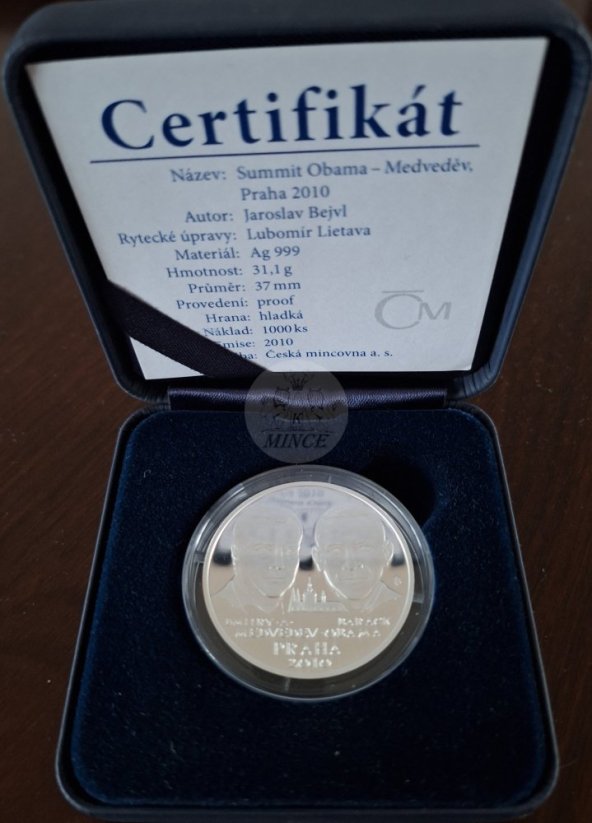 Certifikát
Název: Summit Obama – Medveděv,
Praha 2010
Autor: Jaroslav Bejvl
Rytecké úpravy: Lubomír Lietava
Materiál: Ag 999
Hmotnost: 31,1 g
Průměr: 37 mm
Provedení: proof
Hrana: hladká
Náklad: 1000 ks
Emise: 2010
Česká mincovna a. s.
ČM
MINCE
BARACK
MEDVEDEV OBAMA
PRAHA
2010